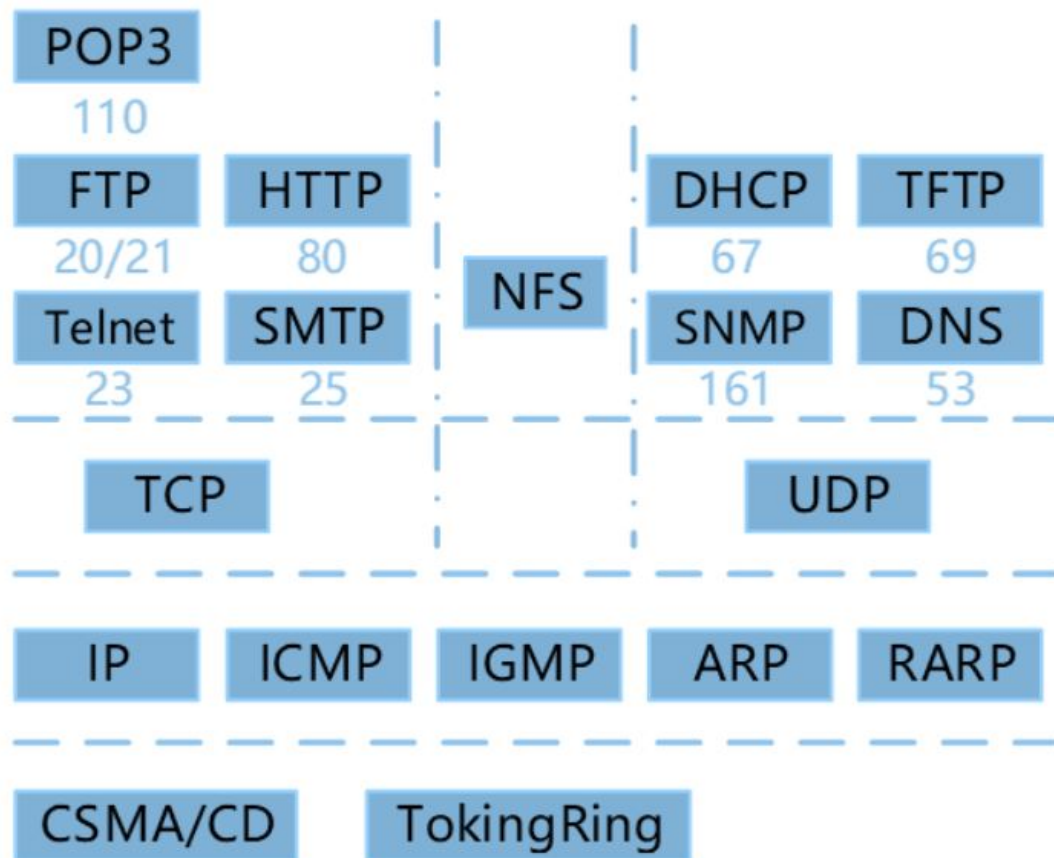 POP3
110
FTP HTTP DHCP TFTP
20/21 80 67 69
NFS
Telnet SMTP SNMP DNS
23 25 161 53
TCP UDP
IP ICMP IGMP ARP RARP
CSMA/CD TokingRing